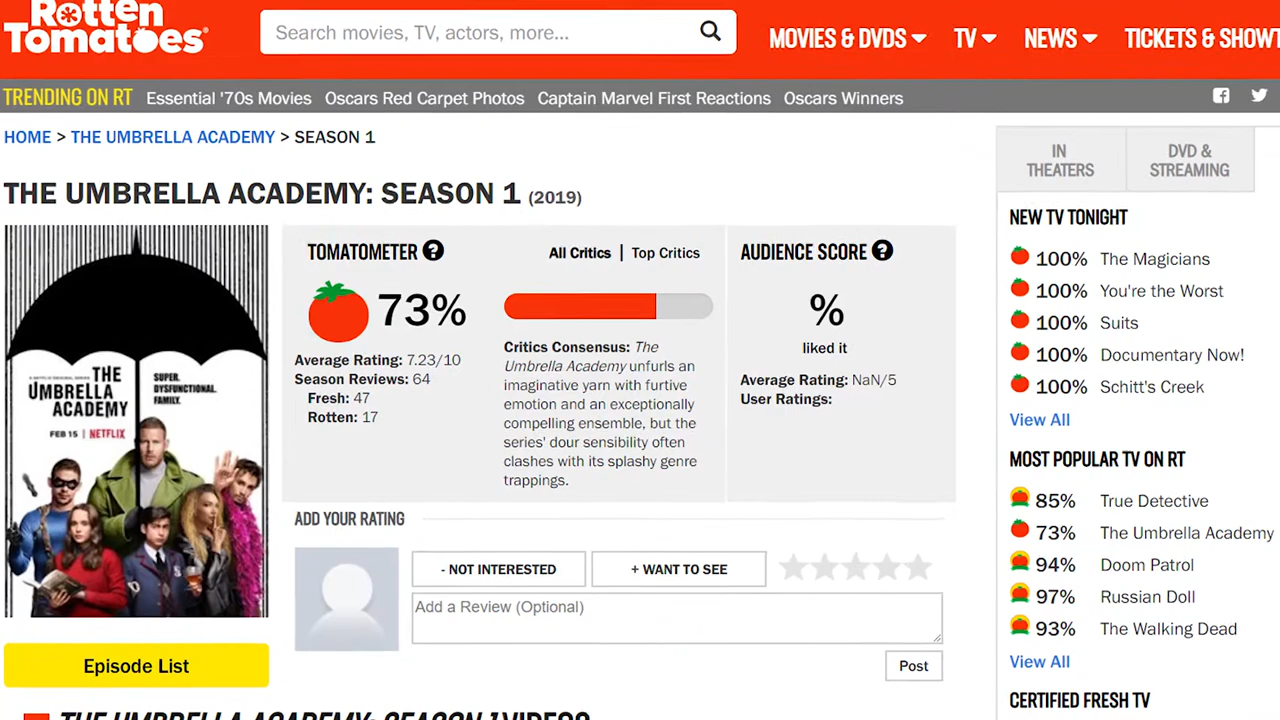 Rotten
Tomatoes
Search movies, TV, actors, more...
MOVIES & DVDS
TV
NEWS
TICKETS & SHOWT
TRENDING ON RT
Essential '70s Movies
Oscars Red Carpet Photos
Captain Marvel First Reactions
Oscars Winners
HOME > THE UMBRELLA ACADEMY > SEASON 1
THE UMBRELLA ACADEMY: SEASON 1 (2019)
THE
UMBRELLA
ACADEMY
FEB 15 | NETFLIX
SUPER.
DYSFUNCTIONAL.
FAMILY.
Episode List
TOMATOMETER ?
73%
Average Rating: 7.23/10
Season Reviews: 64
Fresh: 47
Rotten: 17
All Critics | Top Critics
Critics Consensus: The
Umbrella Academy unfurls an
imaginative yarn with furtive
emotion and an exceptionally
compelling ensemble, but the
series' dour sensibility often
clashes with its splashy genre
trappings.
AUDIENCE SCORE ?
%
liked it
Average Rating: NaN/5
User Ratings:
ADD YOUR RATING
- NOT INTERESTED
+ WANT TO SEE
Add a Review (Optional)
Post
THE UMBRELLA ACADEMY: SEASON 1 VIDEOS
IN
THEATERS
DVD &
STREAMING
NEW TV TONIGHT
100% The Magicians
100% You're the Worst
100% Suits
100% Documentary Now!
100% Schitt's Creek
View All
MOST POPULAR TV ON RT
85% True Detective
73% The Umbrella Academy
94% Doom Patrol
97% Russian Doll
93% The Walking Dead
View All
CERTIFIED FRESH TV